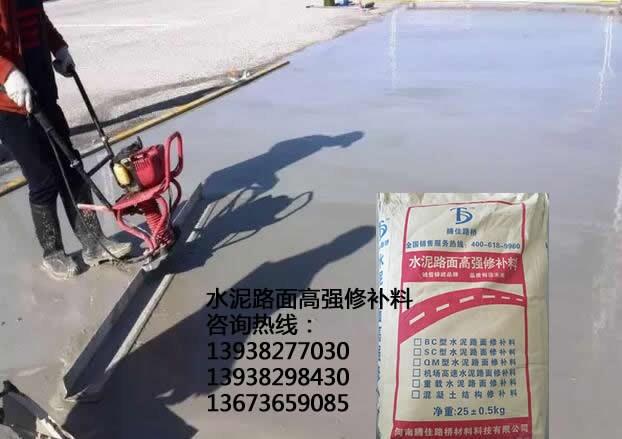 水泥路面高强修补料
咨询热线：
13938277030
13938298430
13673659085
腾佳路桥
全国销售服务热线：400-618-9960
水泥路面高强修补料
BC型水泥路面修补料
SC型水泥路面修补料
QM型水泥路面修补料
机场高速水泥路面修补料
重载水泥路面修补料
混凝土结构修补料
净重:25±0.5kg
河南腾佳路桥材料科技有限公司